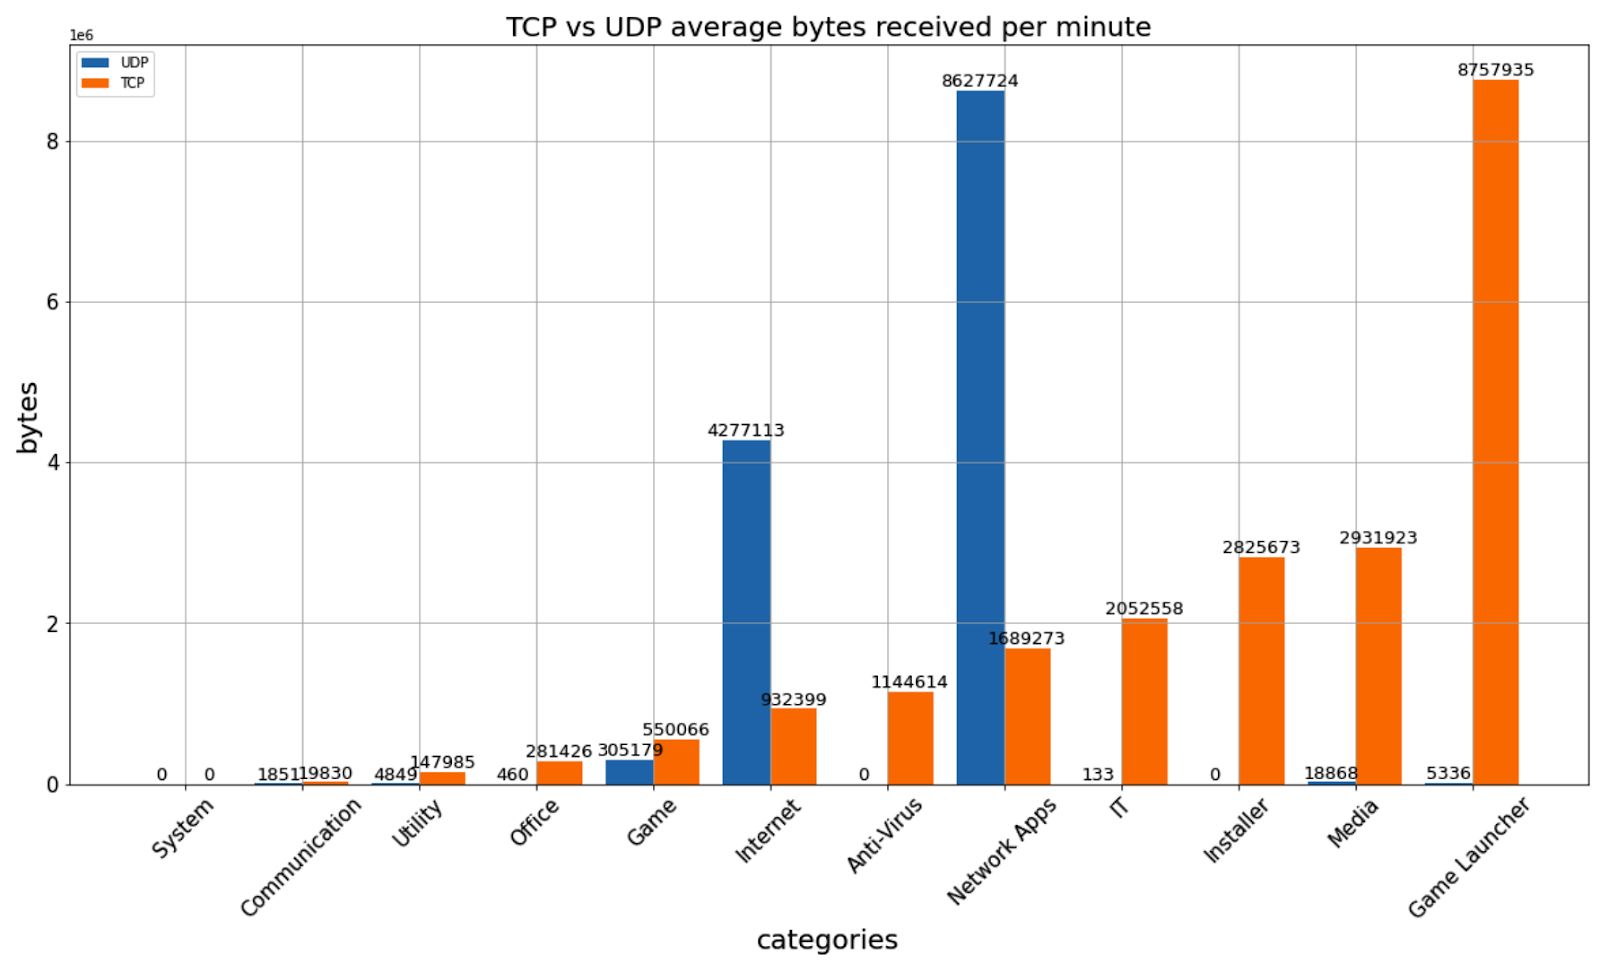 TCP vs UDP average bytes received per minute
1e6
UDP
TCP
8
6
4
2
0
bytes
0 0
1851 19830
4849 147985
460 281426
305179 550066
4277113 932399
0 1144614
8627724 1689273
133 2052558
0 2825673
18868 2931923
5336 8757935
System
Communication
Utility
Office
Game
Internet
Anti-Virus
Network Apps
IT
Installer
Media
Game Launcher
categories